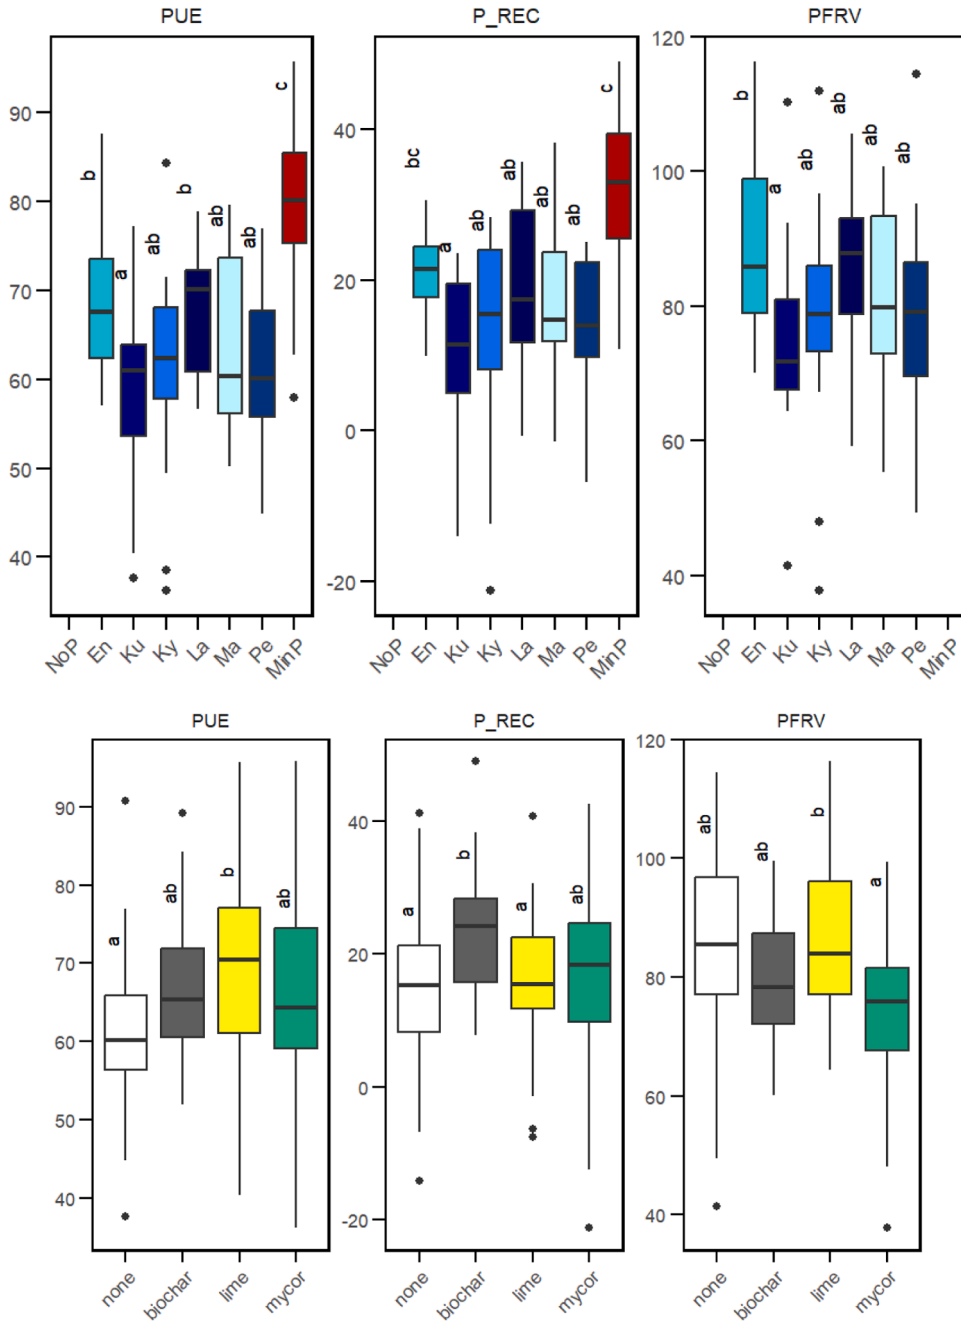 PUE P_REC PFRV
90
80
70
60
50
40
b a ab b ab ab c
NoP En Ku Ky La Ma Pe MinP
40
20
0
-20
bc a ab ab ab ab c
NoP En Ku Ky La Ma Pe MinP
120
100
80
60
40
b a ab ab ab ab
NoP En Ku Ky La Ma Pe MinP
PUE P_REC PFRV
90
80
70
60
50
40
a ab b ab
none biochar lime mycor
40
20
0
-20
a b a ab
none biochar lime mycor
120
100
80
60
40
ab ab b a
none biochar lime mycor